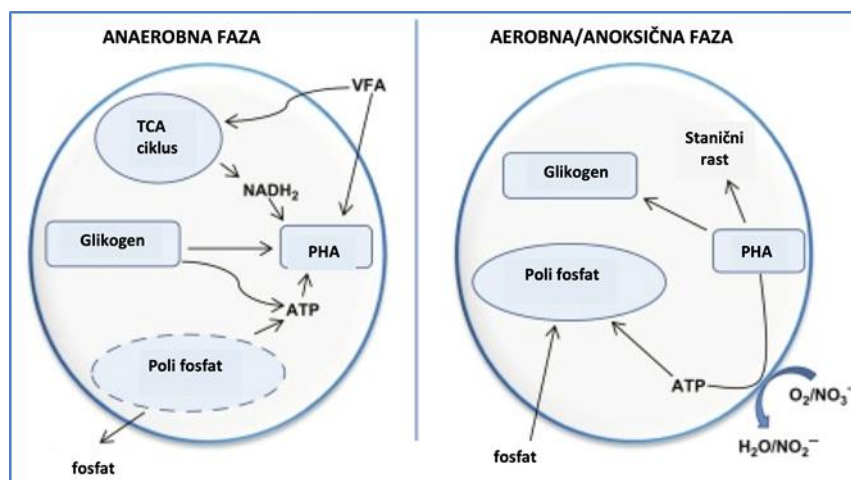 ANAEROBNA FAZA
VFA
TCA
ciklus
NADH₂
Glikogen
PHA
ATP
Poli fosfat
fosfat
AEROBNA/ANOKSIČNA FAZA
Stanični
rast
Glikogen
PHA
Poli fosfat
ATP
O₂/NO₃⁻
H₂O/NO₂⁻
fosfat